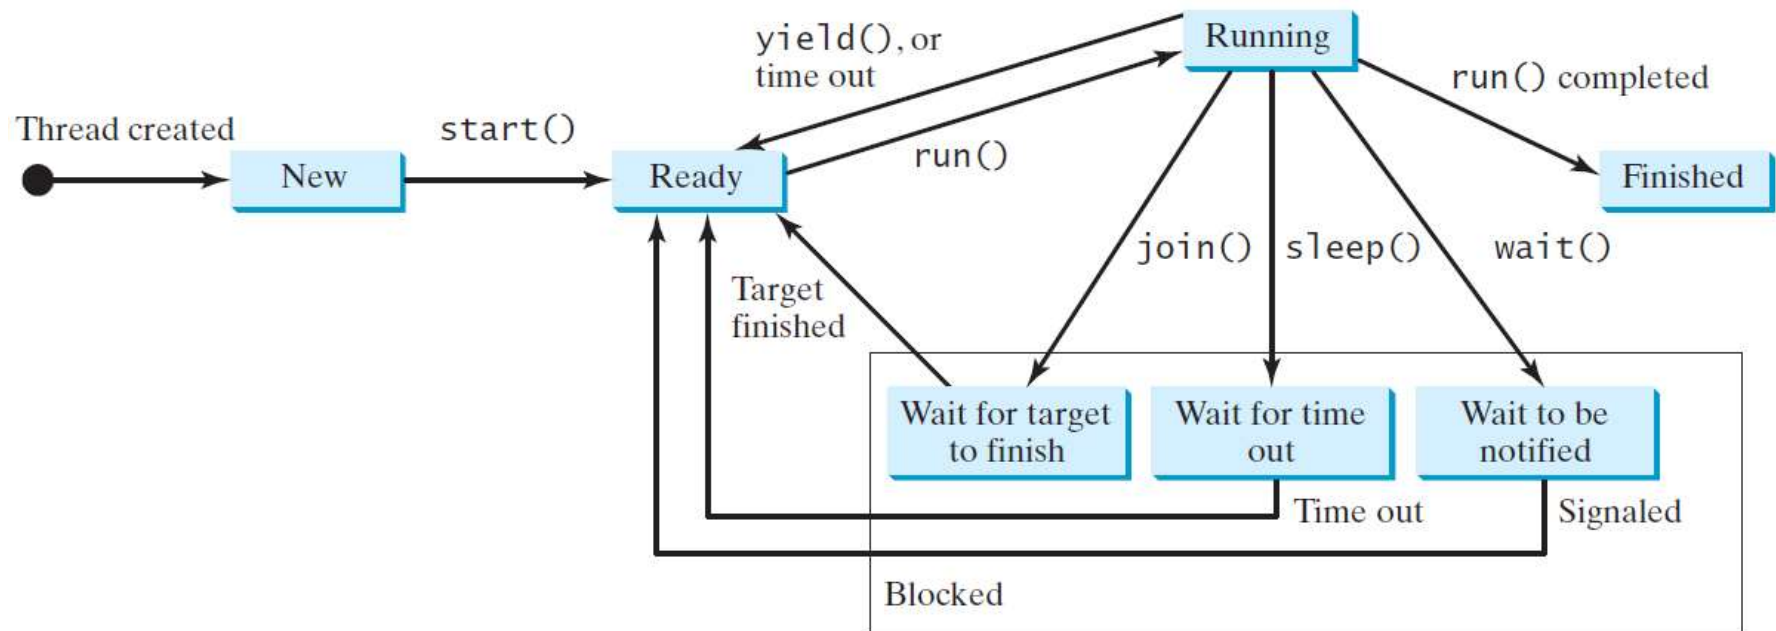 yield(), or
time out
Running
run() completed
Thread created
start()
run()
New
Ready
Finished
join()
sleep()
wait()
Target
finished
Wait for target
to finish
Wait for time
out
Wait to be
notified
Time out
Signaled
Blocked